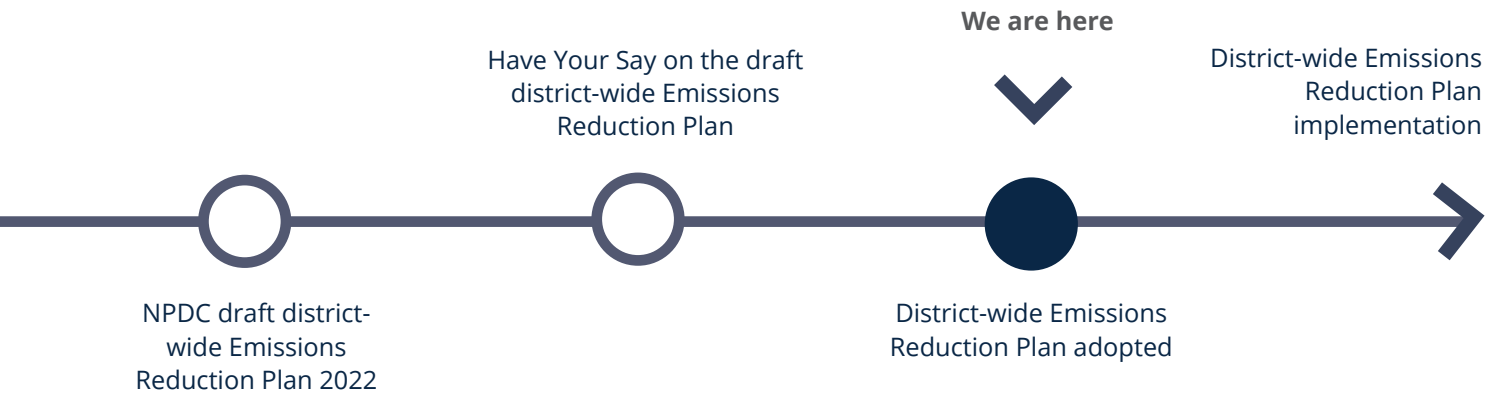 We are here
Have Your Say on the draft
district-wide Emissions
Reduction Plan
District-wide Emissions
Reduction Plan
implementation
NPDC draft district-
wide Emissions
Reduction Plan 2022
District-wide Emissions
Reduction Plan adopted